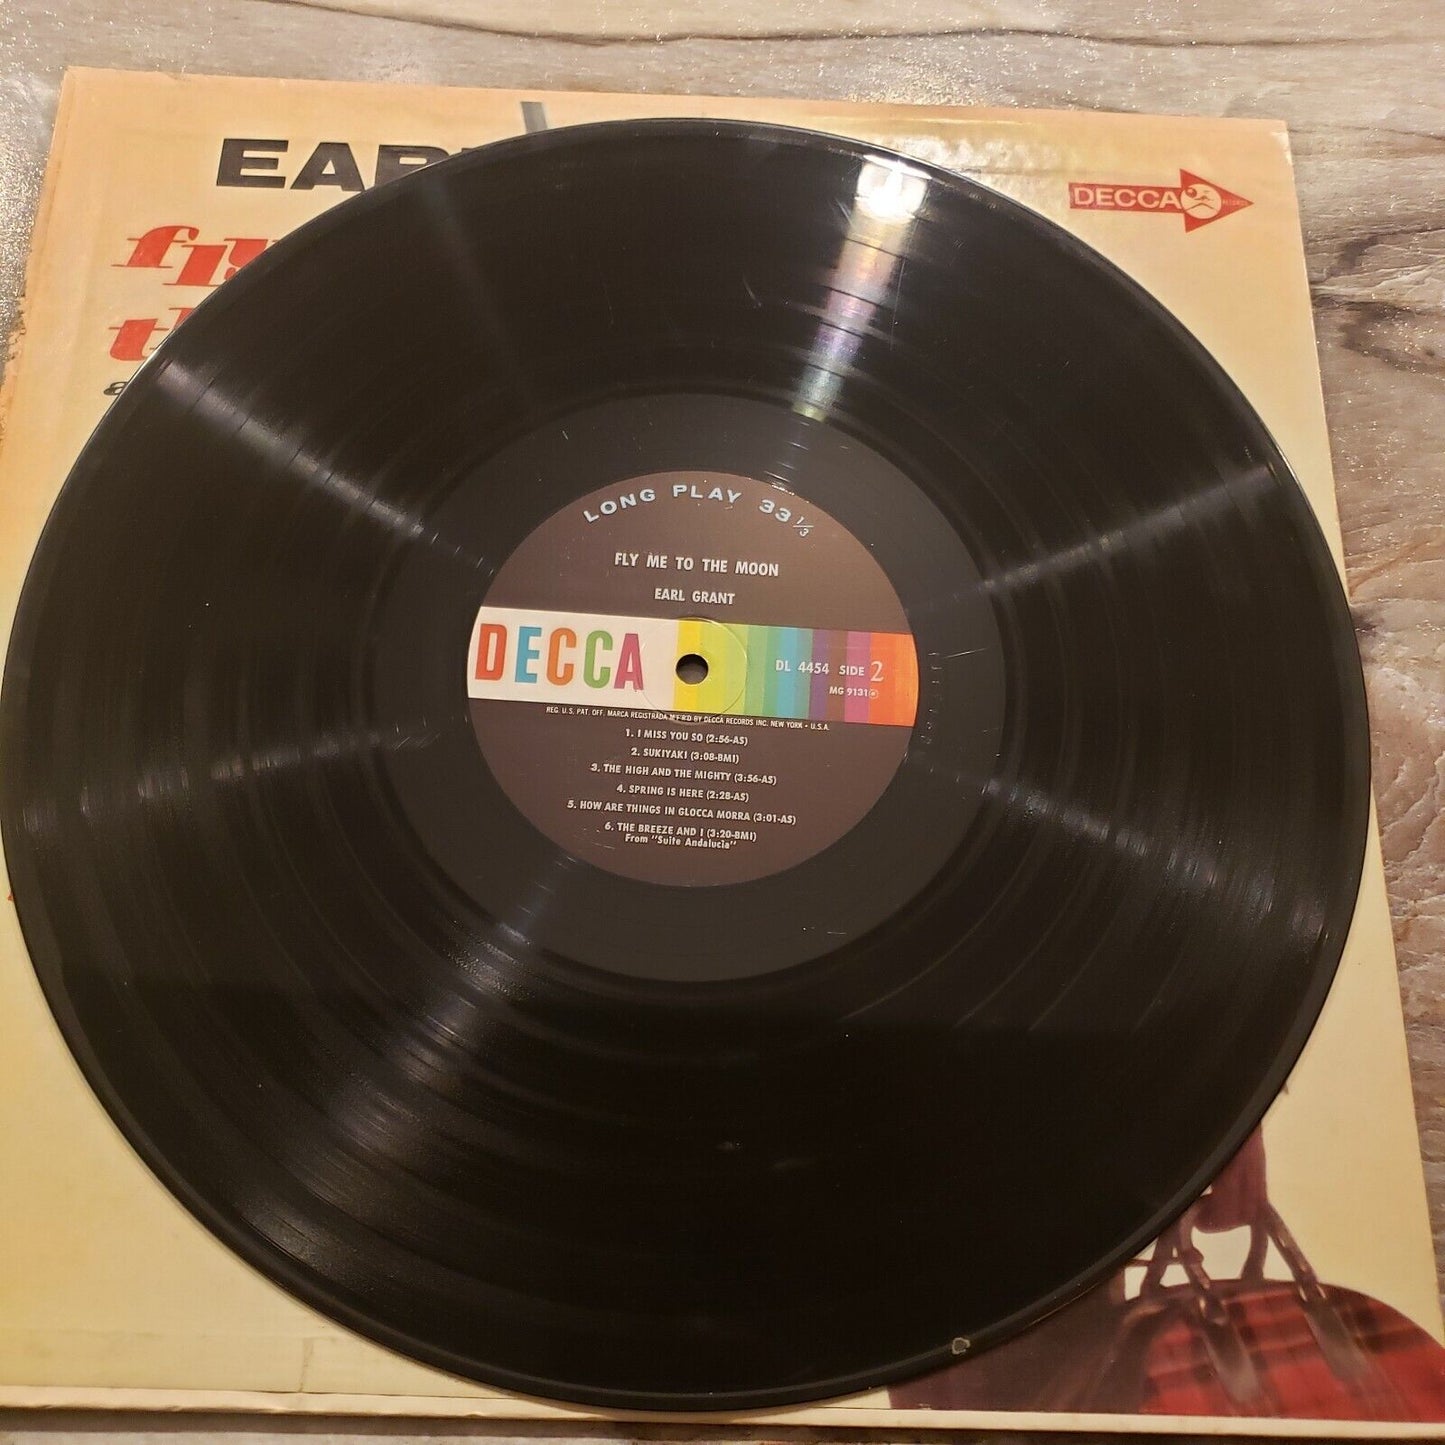 DECCA
LONG PLAY 33 1/3
FLY ME TO THE MOON
EARL GRANT
DECCA
DL 4454 SIDE 2
MG 9131
REG. U.S. PAT. OFF. MARCA REGISTRADA M'F'R'D BY DECCA RECORDS INC. NEW YORK • U.S.A.
1. I MISS YOU SO (2:56-AS)
2. SUKIYAKI (3:08-BMI)
3. THE HIGH AND THE MIGHTY (3:56-AS)
4. SPRING IS HERE (2:28-AS)
5. HOW ARE THINGS IN GLOCCA MORRA (3:01-AS)
6. THE BREEZE AND I (3:20-BMI)
From "Suite Andalucia"